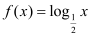 f(x) = log_{1/2} x